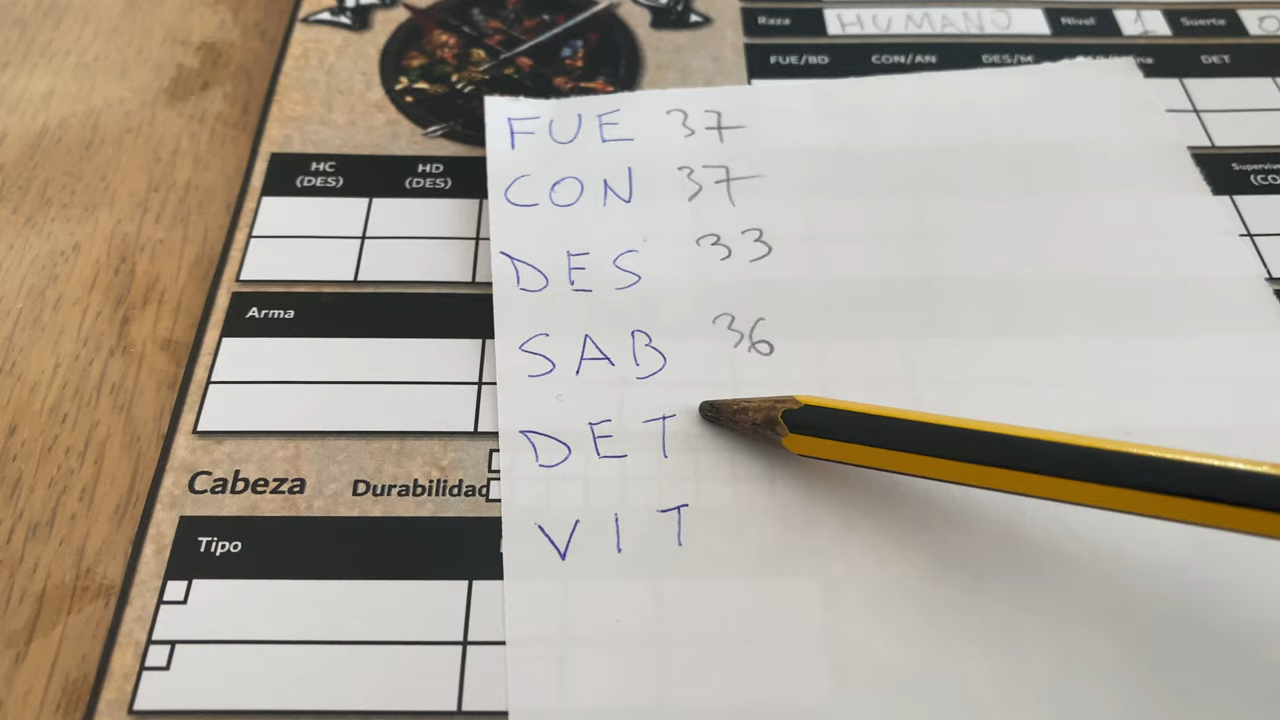 Raza HUMANO Nivel 1 Suerte 0
FUE/BD CON/AN DES/M DET
HC (DES) HD (DES)
Arma
Cabeza Durabilidad
Tipo
FUE 37
CON 37
DES 33
SAB 36
DET
VIT